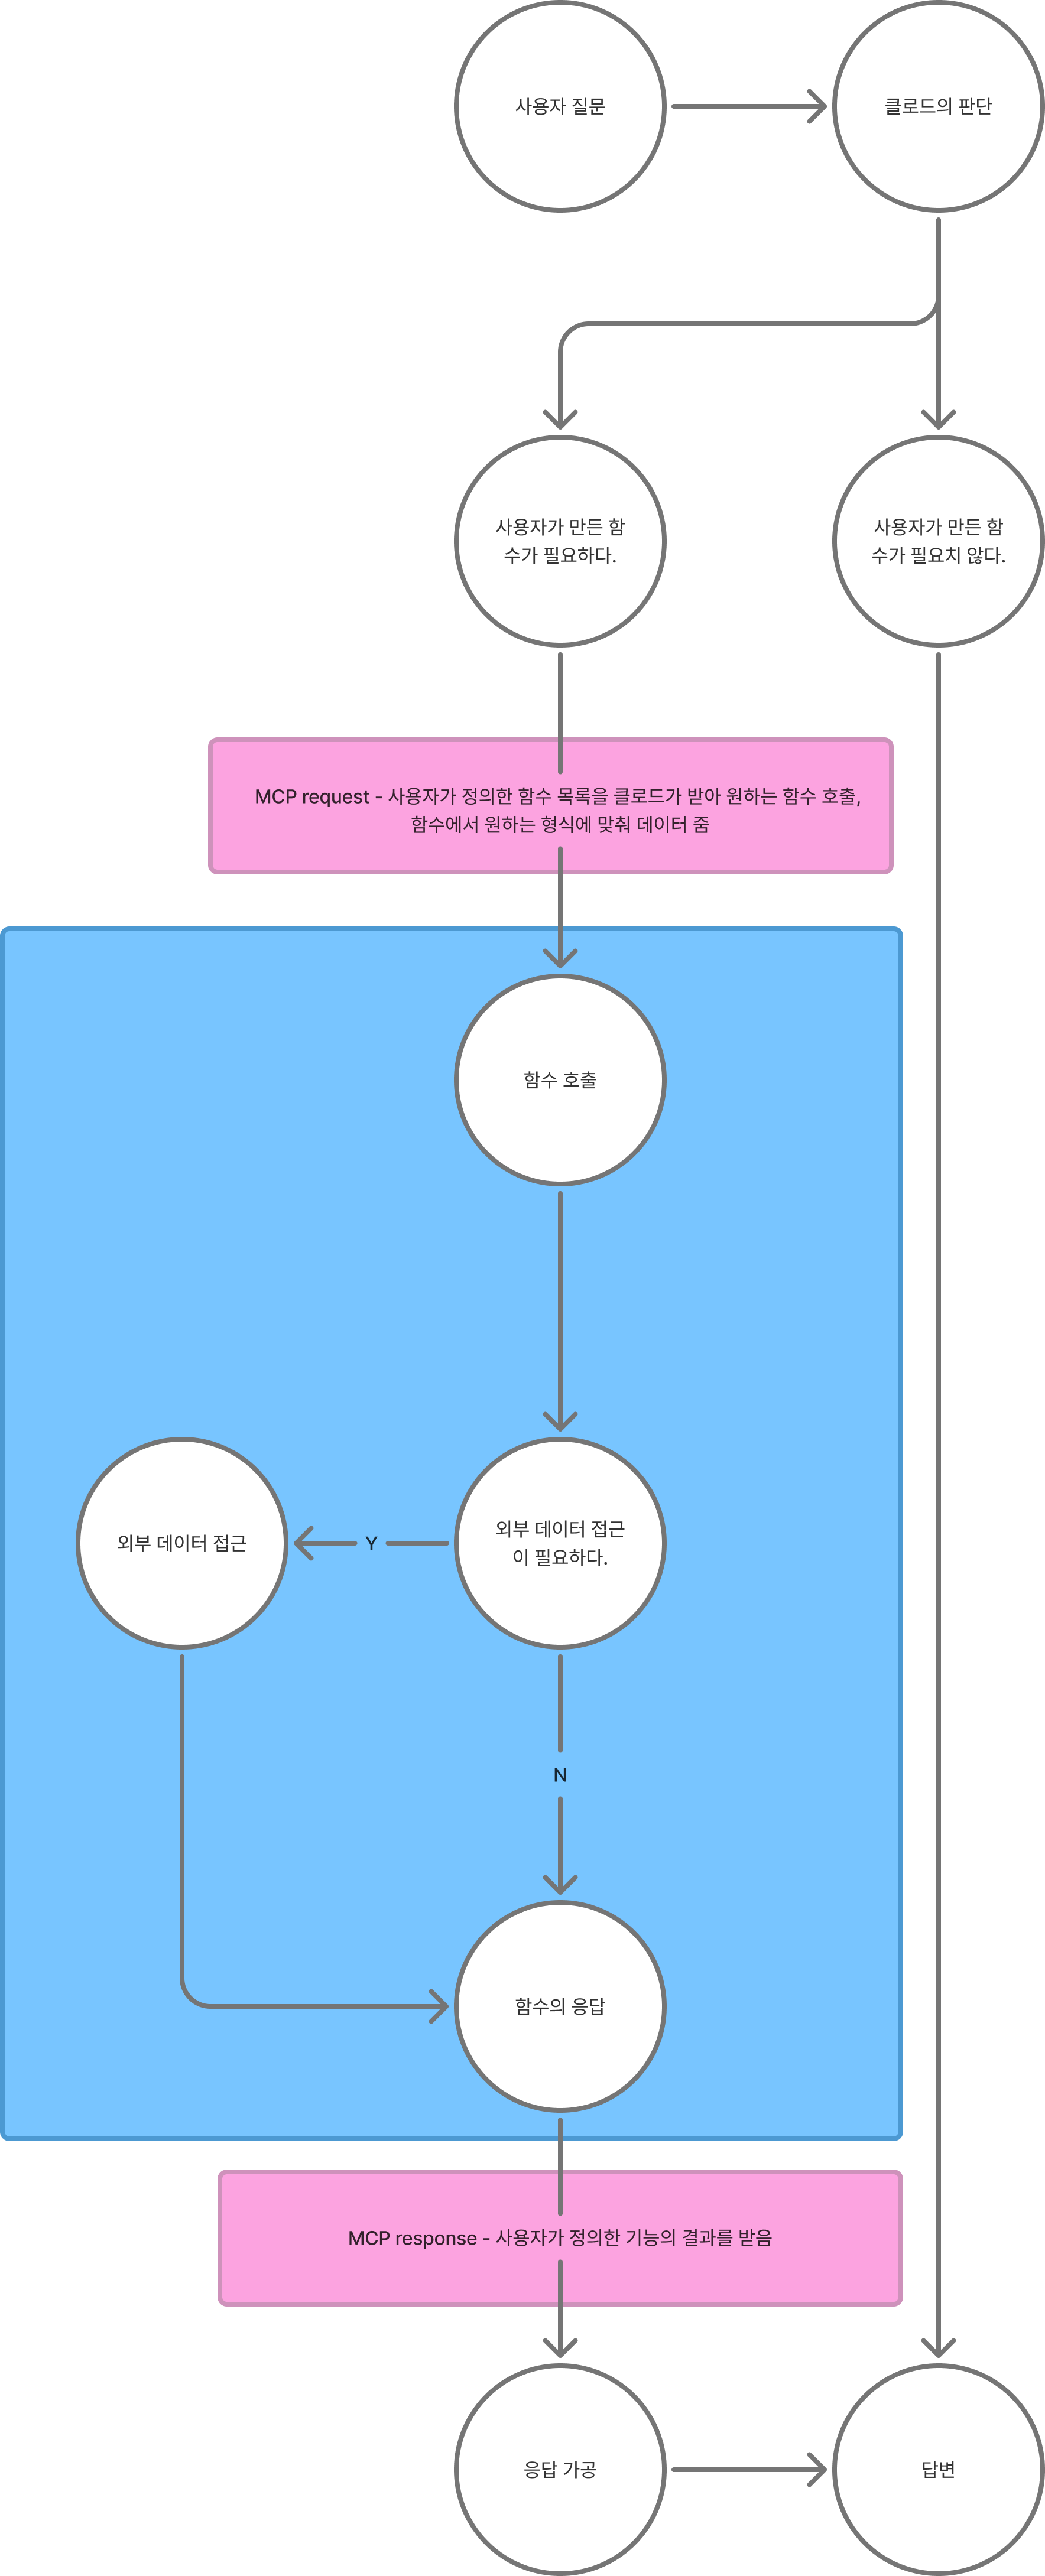 사용자 질문
클로드의 판단
사용자가 만든 함
수가 필요하다.
사용자가 만든 함
수가 필요치 않다.
MCP request - 사용자가 정의한 함수 목록을 클로드가 받아 원하는 함수 호출,
함수에서 원하는 형식에 맞춰 데이터 줌
함수 호출
외부 데이터 접근
Y
외부 데이터 접근
이 필요하다.
N
함수의 응답
MCP response - 사용자가 정의한 기능의 결과를 받음
응답 가공
답변